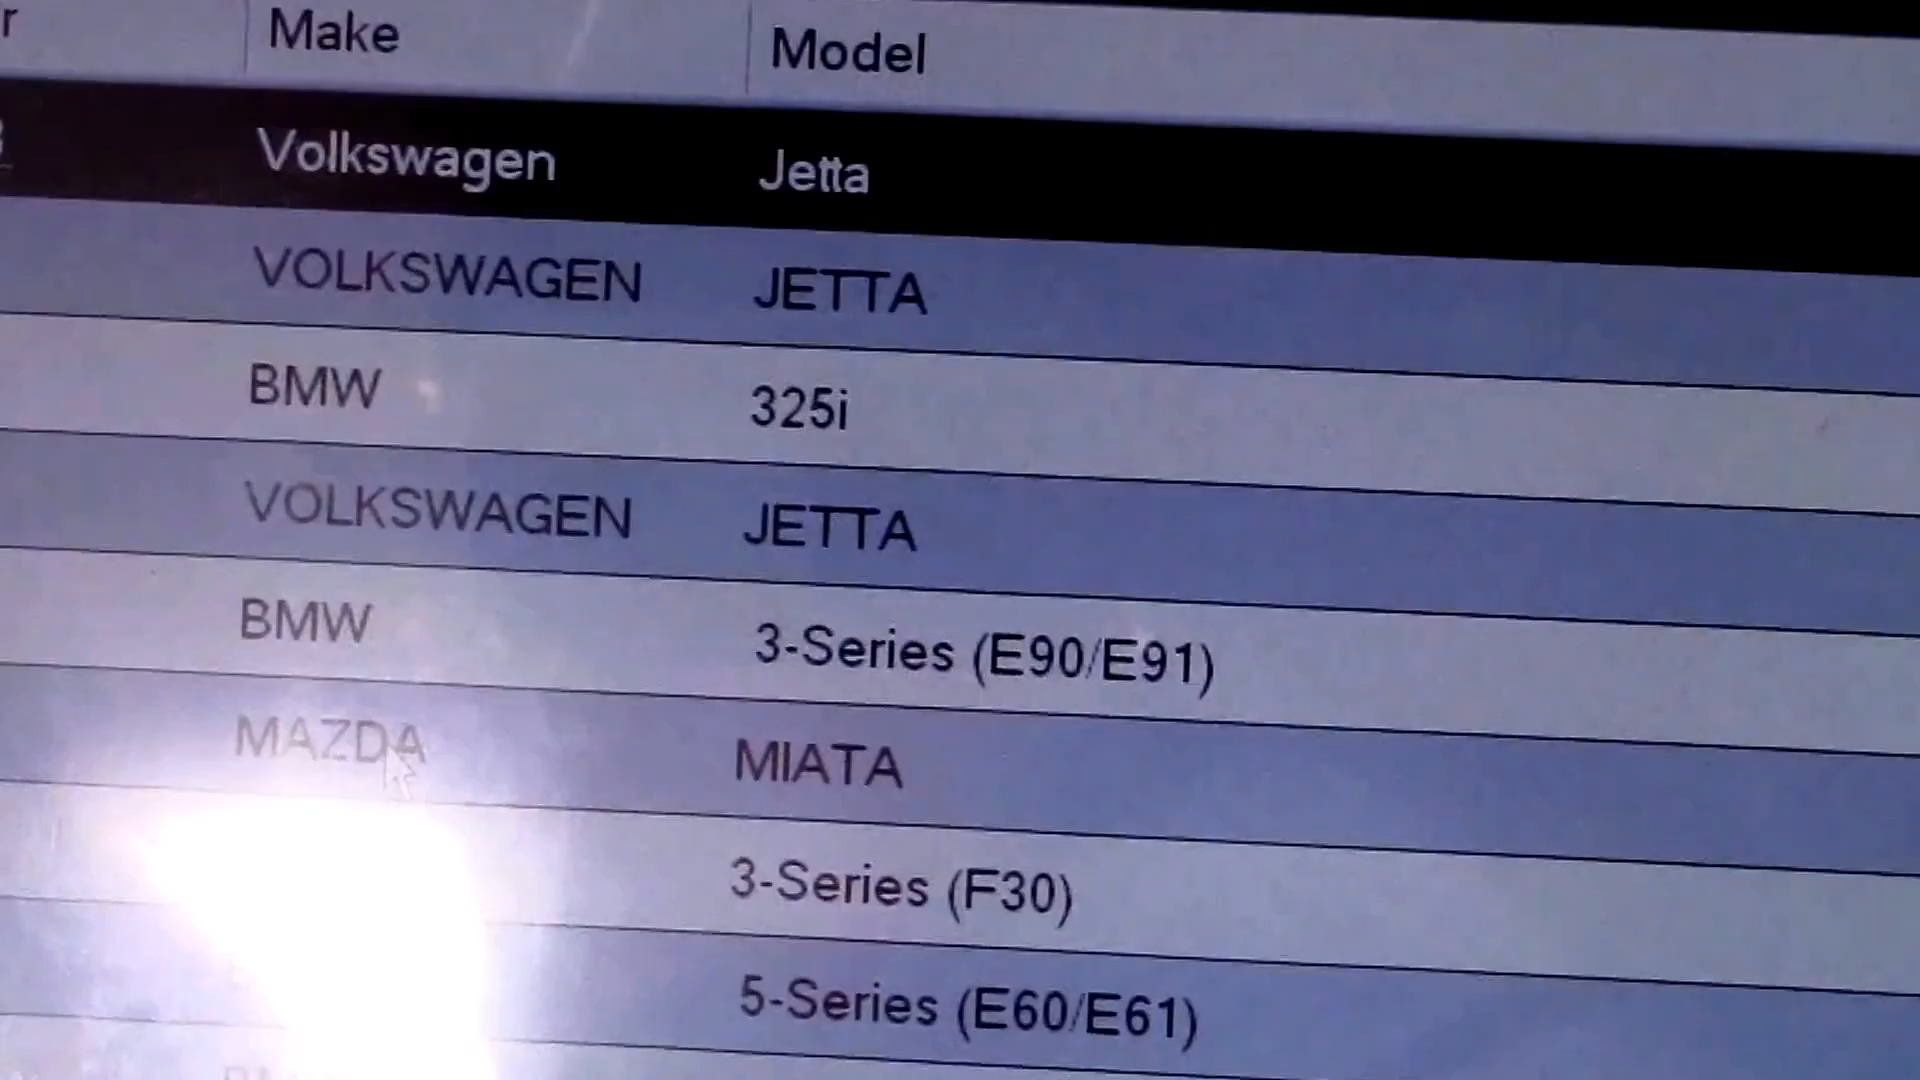 r Make Model
Volkswagen Jetta
VOLKSWAGEN JETTA
BMW 325i
VOLKSWAGEN JETTA
BMW 3-Series (E90/E91)
MAZDA MIATA
3-Series (F30)
5-Series (E60/E61)